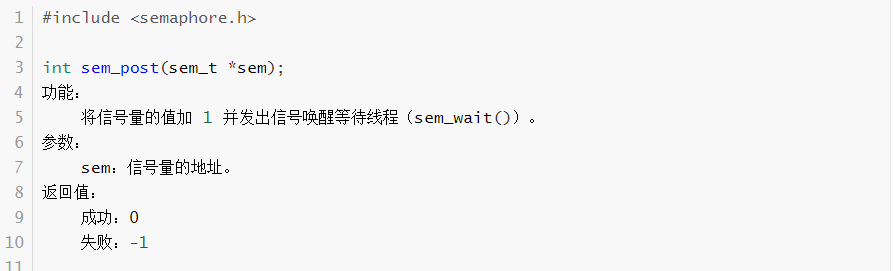 1 #include <semaphore.h>
2
3 int sem_post(sem_t *sem);
4 功能:
5 将信号量的值加 1 并发出信号唤醒等待线程（sem_wait()）。
6 参数:
7 sem：信号量的地址。
8 返回值:
9 成功：0
10 失败：-1
11